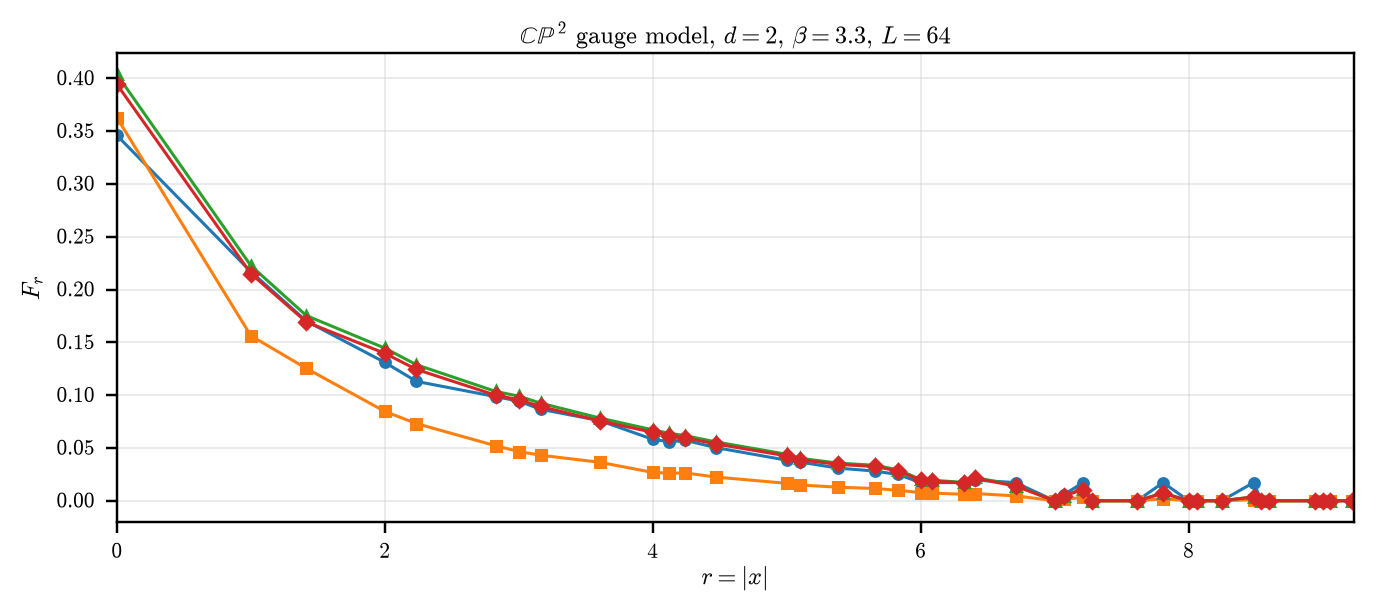 ℂℙ² gauge model, d = 2, β = 3.3, L = 64
0.40
0.35
0.30
0.25
0.20
0.15
0.10
0.05
0.00
F_r
0 2 4 6 8
r = |x|